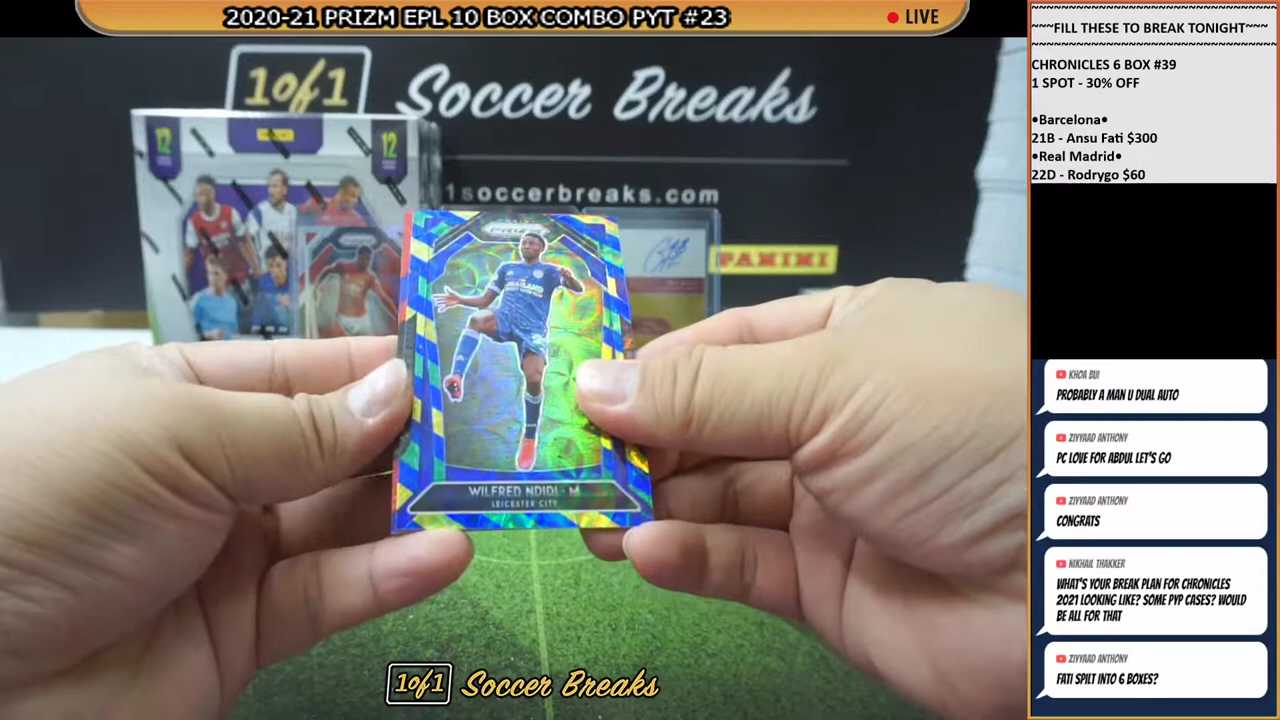 2020-21 PRIZM EPL 10 BOX COMBO PYT #23
LIVE
~~~FILL THESE TO BREAK TONIGHT~~~
CHRONICLES 6 BOX #39
1 SPOT - 30% OFF
•Barcelona•
21B - Ansu Fati $300
•Real Madrid•
22D - Rodrygo $60
1of1 Soccer Breaks
12
12
1soccerbreaks.com
PANINI
PRIZM
THAILAND
WILFRED NDIDI - M
LEICESTER CITY
KHOA BUI
PROBABLY A MAN U DUAL AUTO
ZIYYAAD ANTHONY
PC LOVE FOR ABDUL LET'S GO
ZIYYAAD ANTHONY
CONGRATS
NIKHIL THAKKER
WHAT'S YOUR BREAK PLAN FOR CHRONICLES
2021 LOOKING LIKE? SOME PYP CASES? WOULD
BE ALL FOR THAT
ZIYYAAD ANTHONY
FATI SPILT INTO 6 BOXES?
1of1 Soccer Breaks